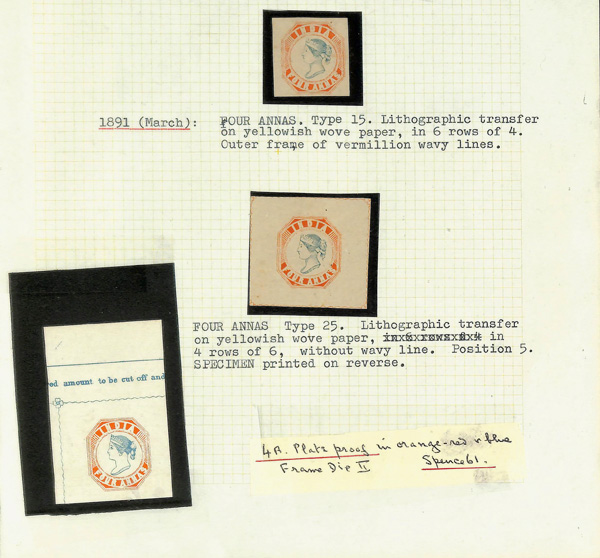 INDIA
FOUR ANNAS
1891 (March): FOUR ANNAS. Type 15. Lithographic transfer
on yellowish wove paper, in 6 rows of 4.
Outer frame of vermillion wavy lines.
INDIA
FOUR ANNAS
FOUR ANNAS Type 25. Lithographic transfer
on yellowish wove paper, in
4 rows of 6, without wavy line. Position 5.
SPECIMEN printed on reverse.
red amount to be cut off and
INDIA
FOUR ANNAS
4A. Plate proof in orange-red & blue
Frame Die II Spence 61.